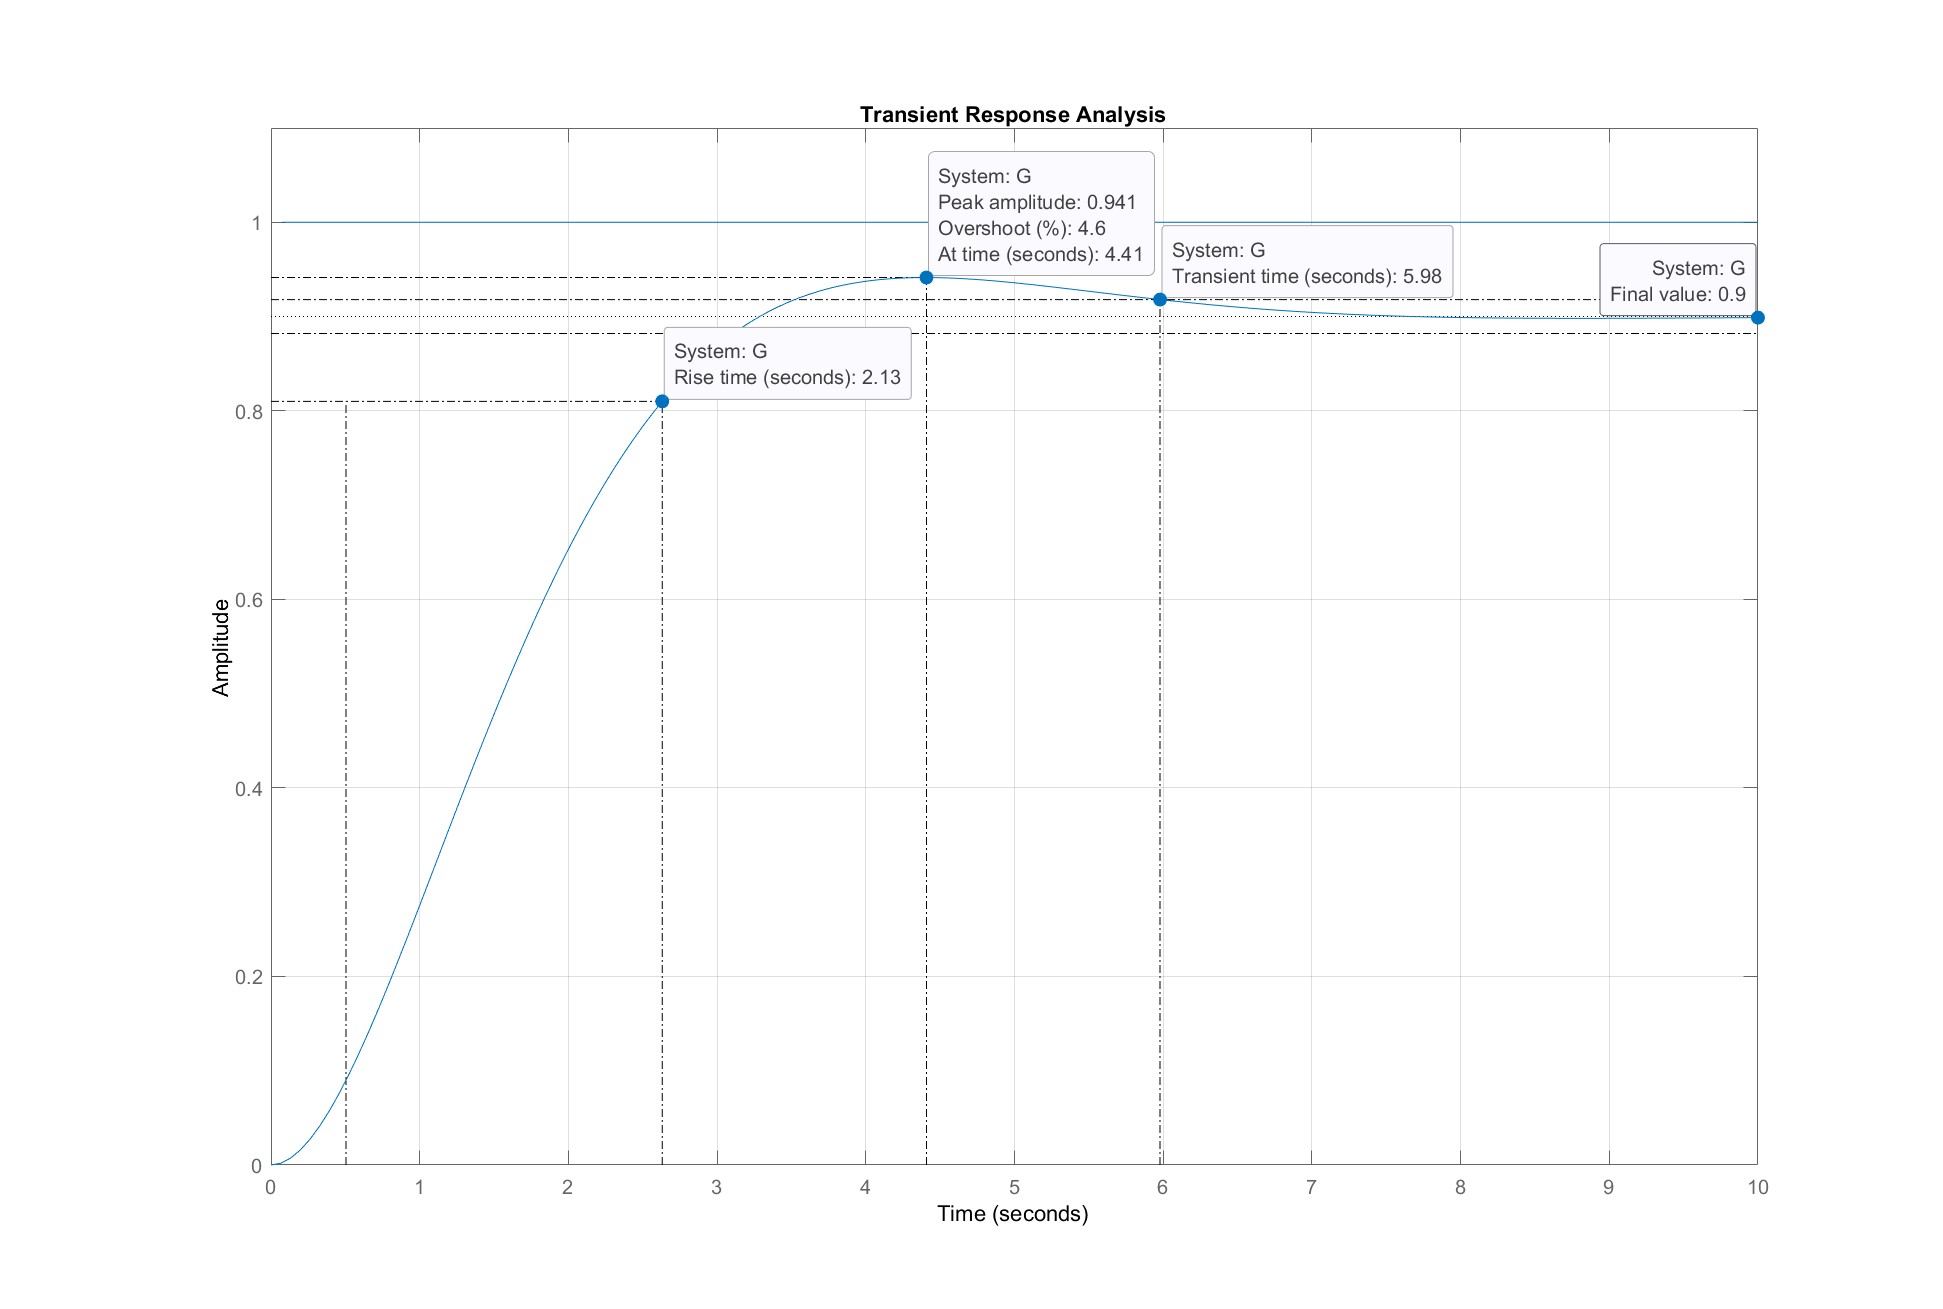 Transient Response Analysis
System: G
Peak amplitude: 0.941
Overshoot (%): 4.6
At time (seconds): 4.41
System: G
Transient time (seconds): 5.98
System: G
Final value: 0.9
System: G
Rise time (seconds): 2.13
1
0.8
0.6
0.4
0.2
0
Amplitude
0 1 2 3 4 5 6 7 8 9 10
Time (seconds)